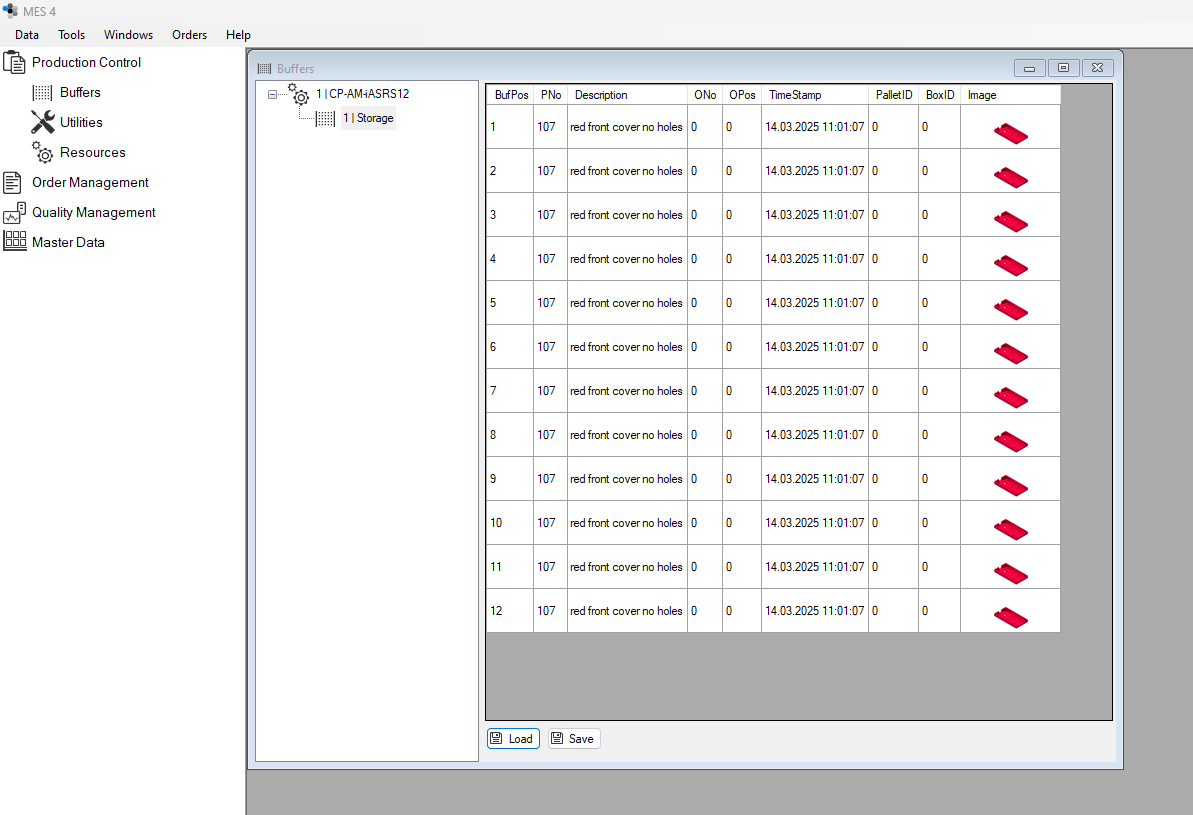 MES 4
Data Tools Windows Orders Help
Production Control
Buffers
Utilities
Resources
Order Management
Quality Management
Master Data
Buffers
1 | CP-AM-iASRS12
1 | Storage
BufPos PNo Description ONo OPos TimeStamp PalletID BoxID Image
1 107 red front cover no holes 0 0 14.03.2025 11:01:07 0 0
2 107 red front cover no holes 0 0 14.03.2025 11:01:07 0 0
3 107 red front cover no holes 0 0 14.03.2025 11:01:07 0 0
4 107 red front cover no holes 0 0 14.03.2025 11:01:07 0 0
5 107 red front cover no holes 0 0 14.03.2025 11:01:07 0 0
6 107 red front cover no holes 0 0 14.03.2025 11:01:07 0 0
7 107 red front cover no holes 0 0 14.03.2025 11:01:07 0 0
8 107 red front cover no holes 0 0 14.03.2025 11:01:07 0 0
9 107 red front cover no holes 0 0 14.03.2025 11:01:07 0 0
10 107 red front cover no holes 0 0 14.03.2025 11:01:07 0 0
11 107 red front cover no holes 0 0 14.03.2025 11:01:07 0 0
12 107 red front cover no holes 0 0 14.03.2025 11:01:07 0 0
Load Save